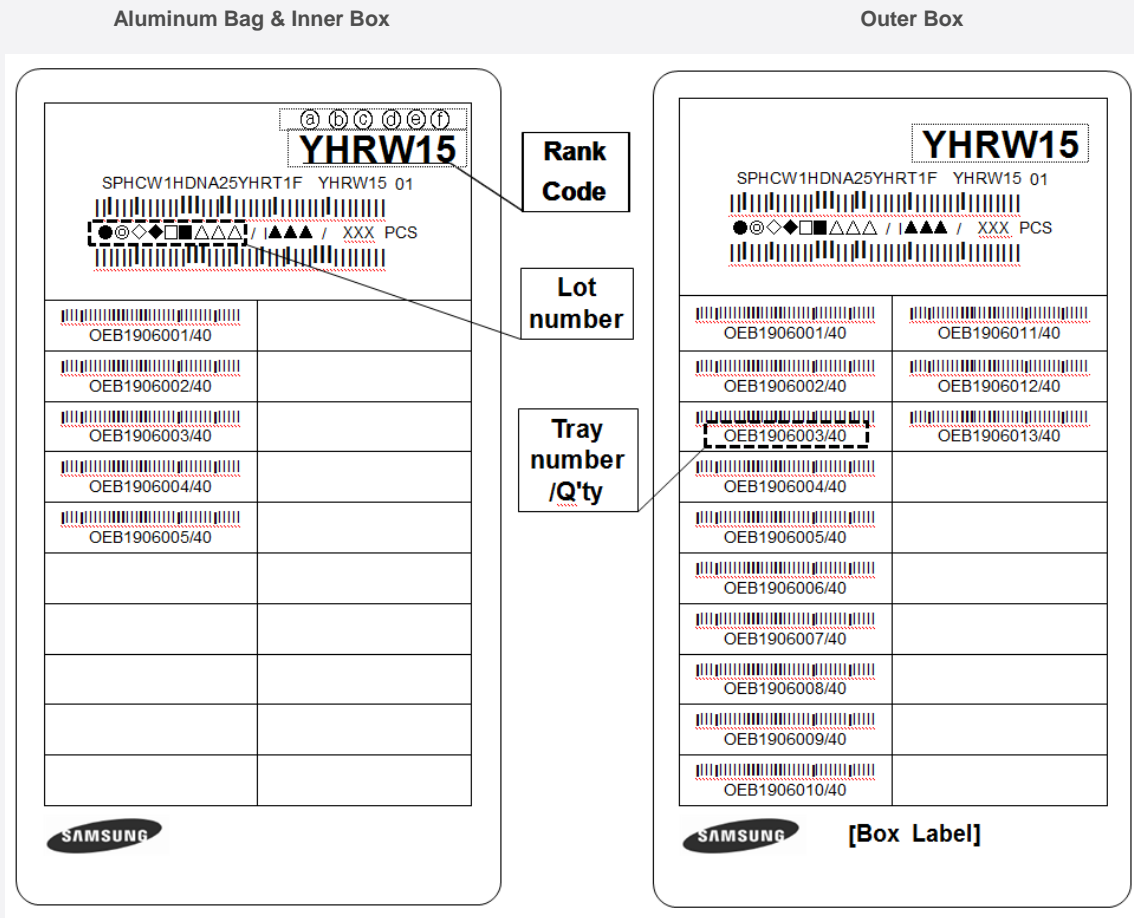 Aluminum Bag & Inner Box
Outer Box
ⓐ ⓑ ⓒ ⓓ ⓔ ⓕ
YHRW15
SPHCW1HDNA25YHRT1F YHRW15 01
●◎◇◆□■△△△ / I▲▲▲ / XXX PCS
OEB1906001/40
OEB1906002/40
OEB1906003/40
OEB1906004/40
OEB1906005/40
SAMSUNG
Rank
Code
Lot
number
Tray
number
/Q'ty
YHRW15
SPHCW1HDNA25YHRT1F YHRW15 01
●◎◇◆□■△△△ / I▲▲▲ / XXX PCS
OEB1906001/40 OEB1906011/40
OEB1906002/40 OEB1906012/40
OEB1906003/40 OEB1906013/40
OEB1906004/40
OEB1906005/40
OEB1906006/40
OEB1906007/40
OEB1906008/40
OEB1906009/40
OEB1906010/40
SAMSUNG [Box Label]